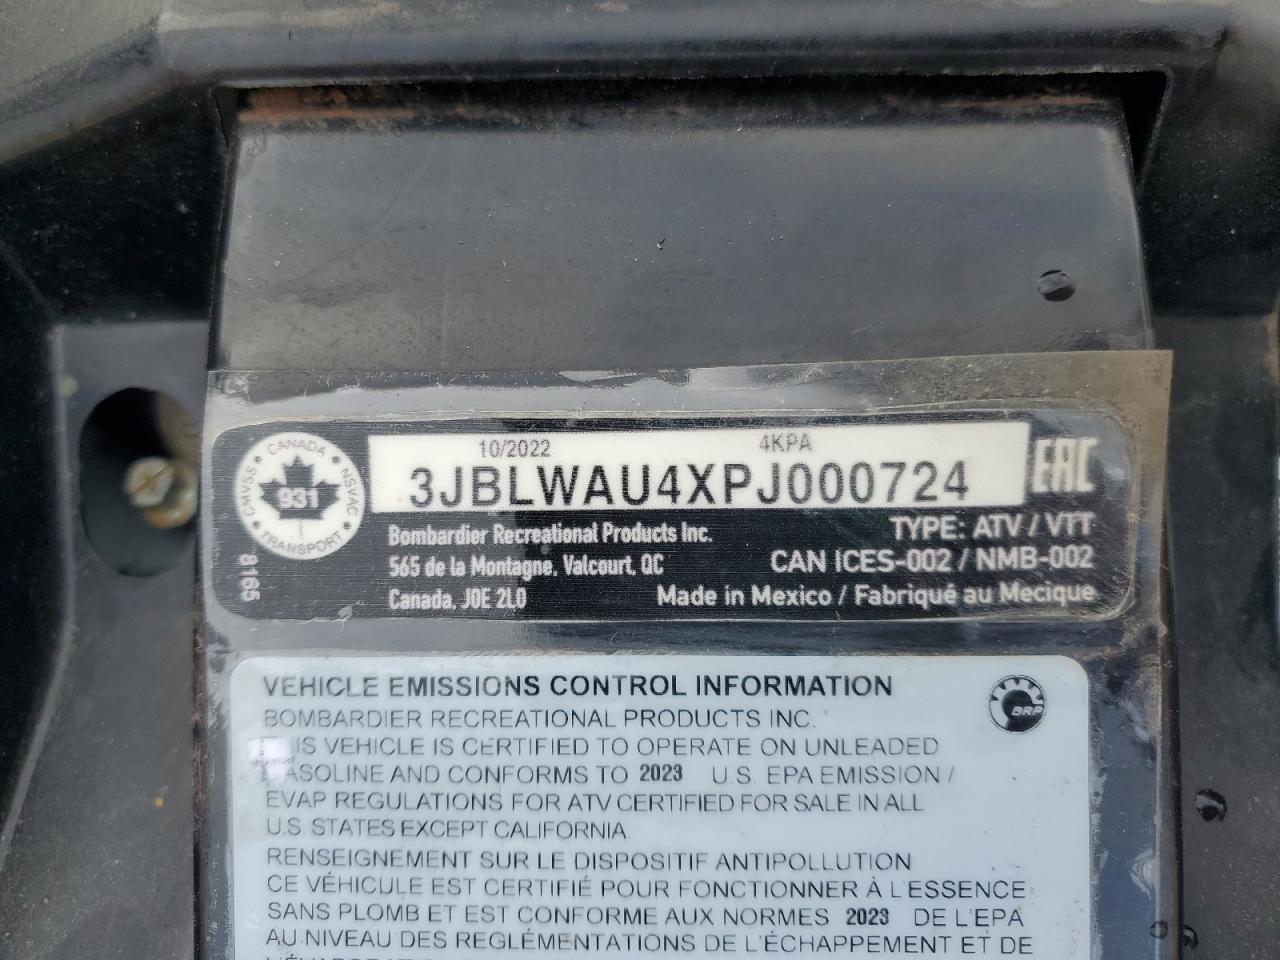 10/2022 4KPA
3JBLWAU4XPJ000724
EAC
CANADA
CMVSS NSVAC
931
TRANSPORT
8165
Bombardier Recreational Products Inc.
565 de la Montagne, Valcourt, QC
Canada, J0E 2L0
TYPE: ATV / VTT
CAN ICES-002 / NMB-002
Made in Mexico / Fabriqué au Mecique
VEHICLE EMISSIONS CONTROL INFORMATION
BRP
BOMBARDIER RECREATIONAL PRODUCTS INC.
VEHICLE IS CERTIFIED TO OPERATE ON UNLEADED
GASOLINE AND CONFORMS TO 2023 U.S. EPA EMISSION /
EVAP REGULATIONS FOR ATV CERTIFIED FOR SALE IN ALL
U.S. STATES EXCEPT CALIFORNIA.
RENSEIGNEMENT SUR LE DISPOSITIF ANTIPOLLUTION
CE VÉHICULE EST CERTIFIÉ POUR FONCTIONNER À L'ESSENCE
SANS PLOMB ET EST CONFORME AUX NORMES 2023 DE L'EPA
AU NIVEAU DES REGLÉMENTATIONS DE L'ÉCHAPPEMENT ET DE